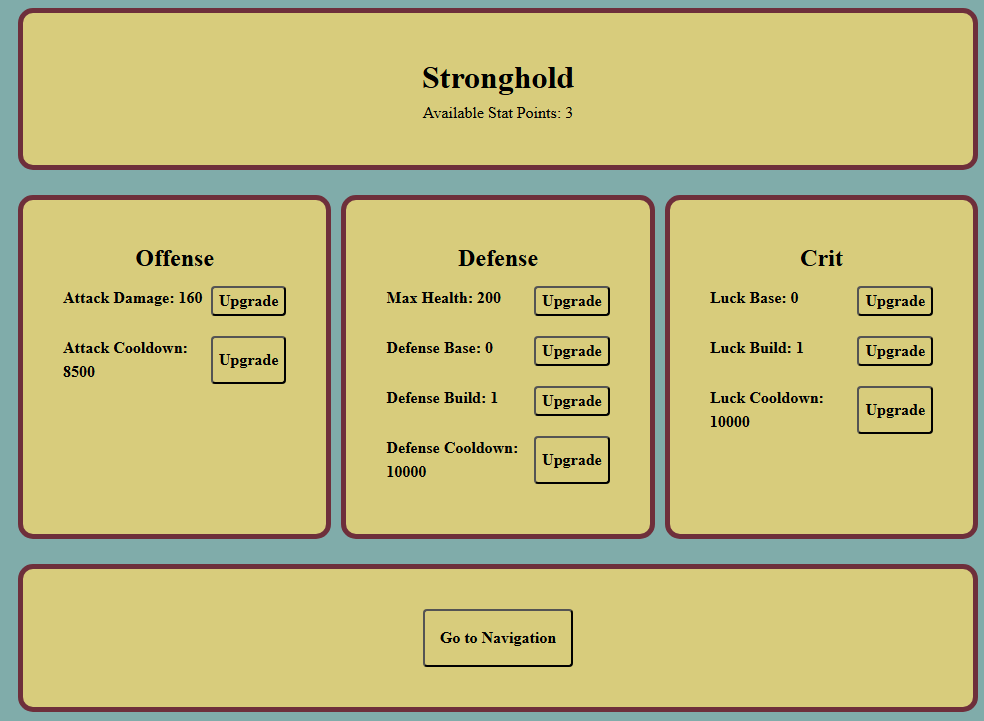 Stronghold
Available Stat Points: 3
Offense
Attack Damage: 160
Upgrade
Attack Cooldown:
8500
Upgrade
Defense
Max Health: 200
Upgrade
Defense Base: 0
Upgrade
Defense Build: 1
Upgrade
Defense Cooldown:
10000
Upgrade
Crit
Luck Base: 0
Upgrade
Luck Build: 1
Upgrade
Luck Cooldown:
10000
Upgrade
Go to Navigation